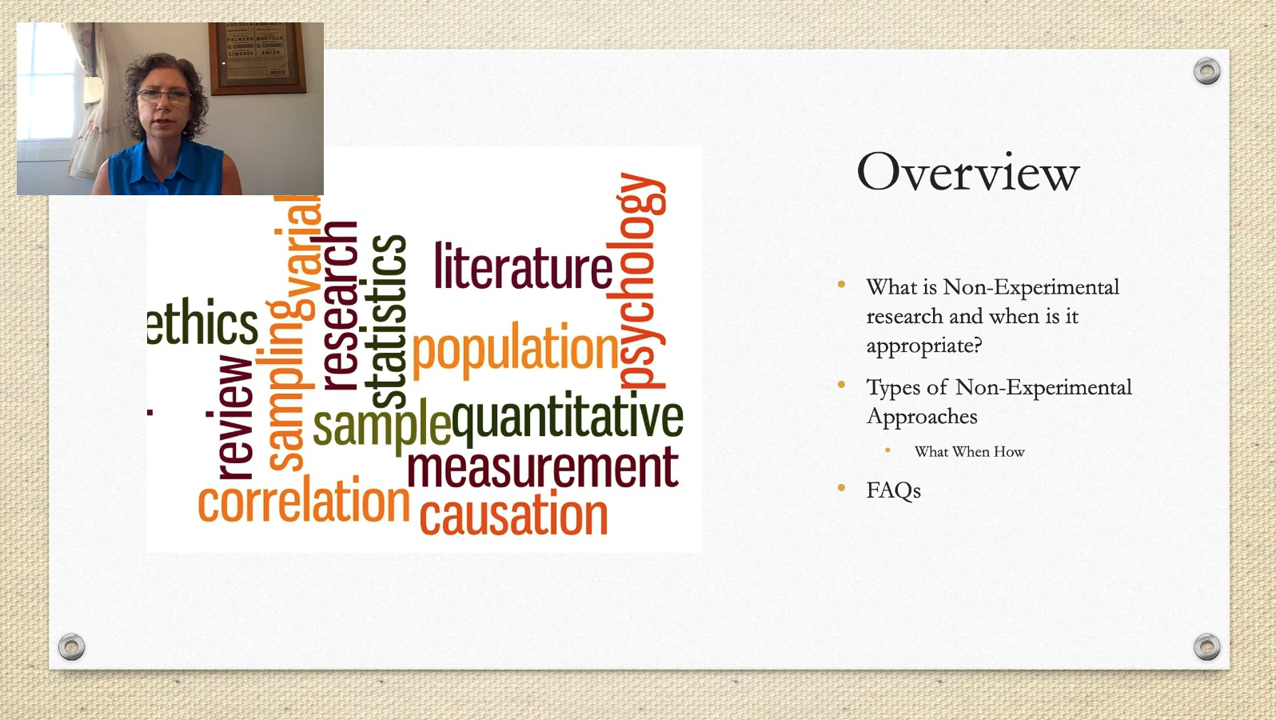 Overview
What is Non-Experimental
research and when is it
appropriate?
Types of Non-Experimental
Approaches
What When How
FAQs
literature
psychology
research
statistics
ethics
sampling
population
review
sample
quantitative
measurement
correlation
causation